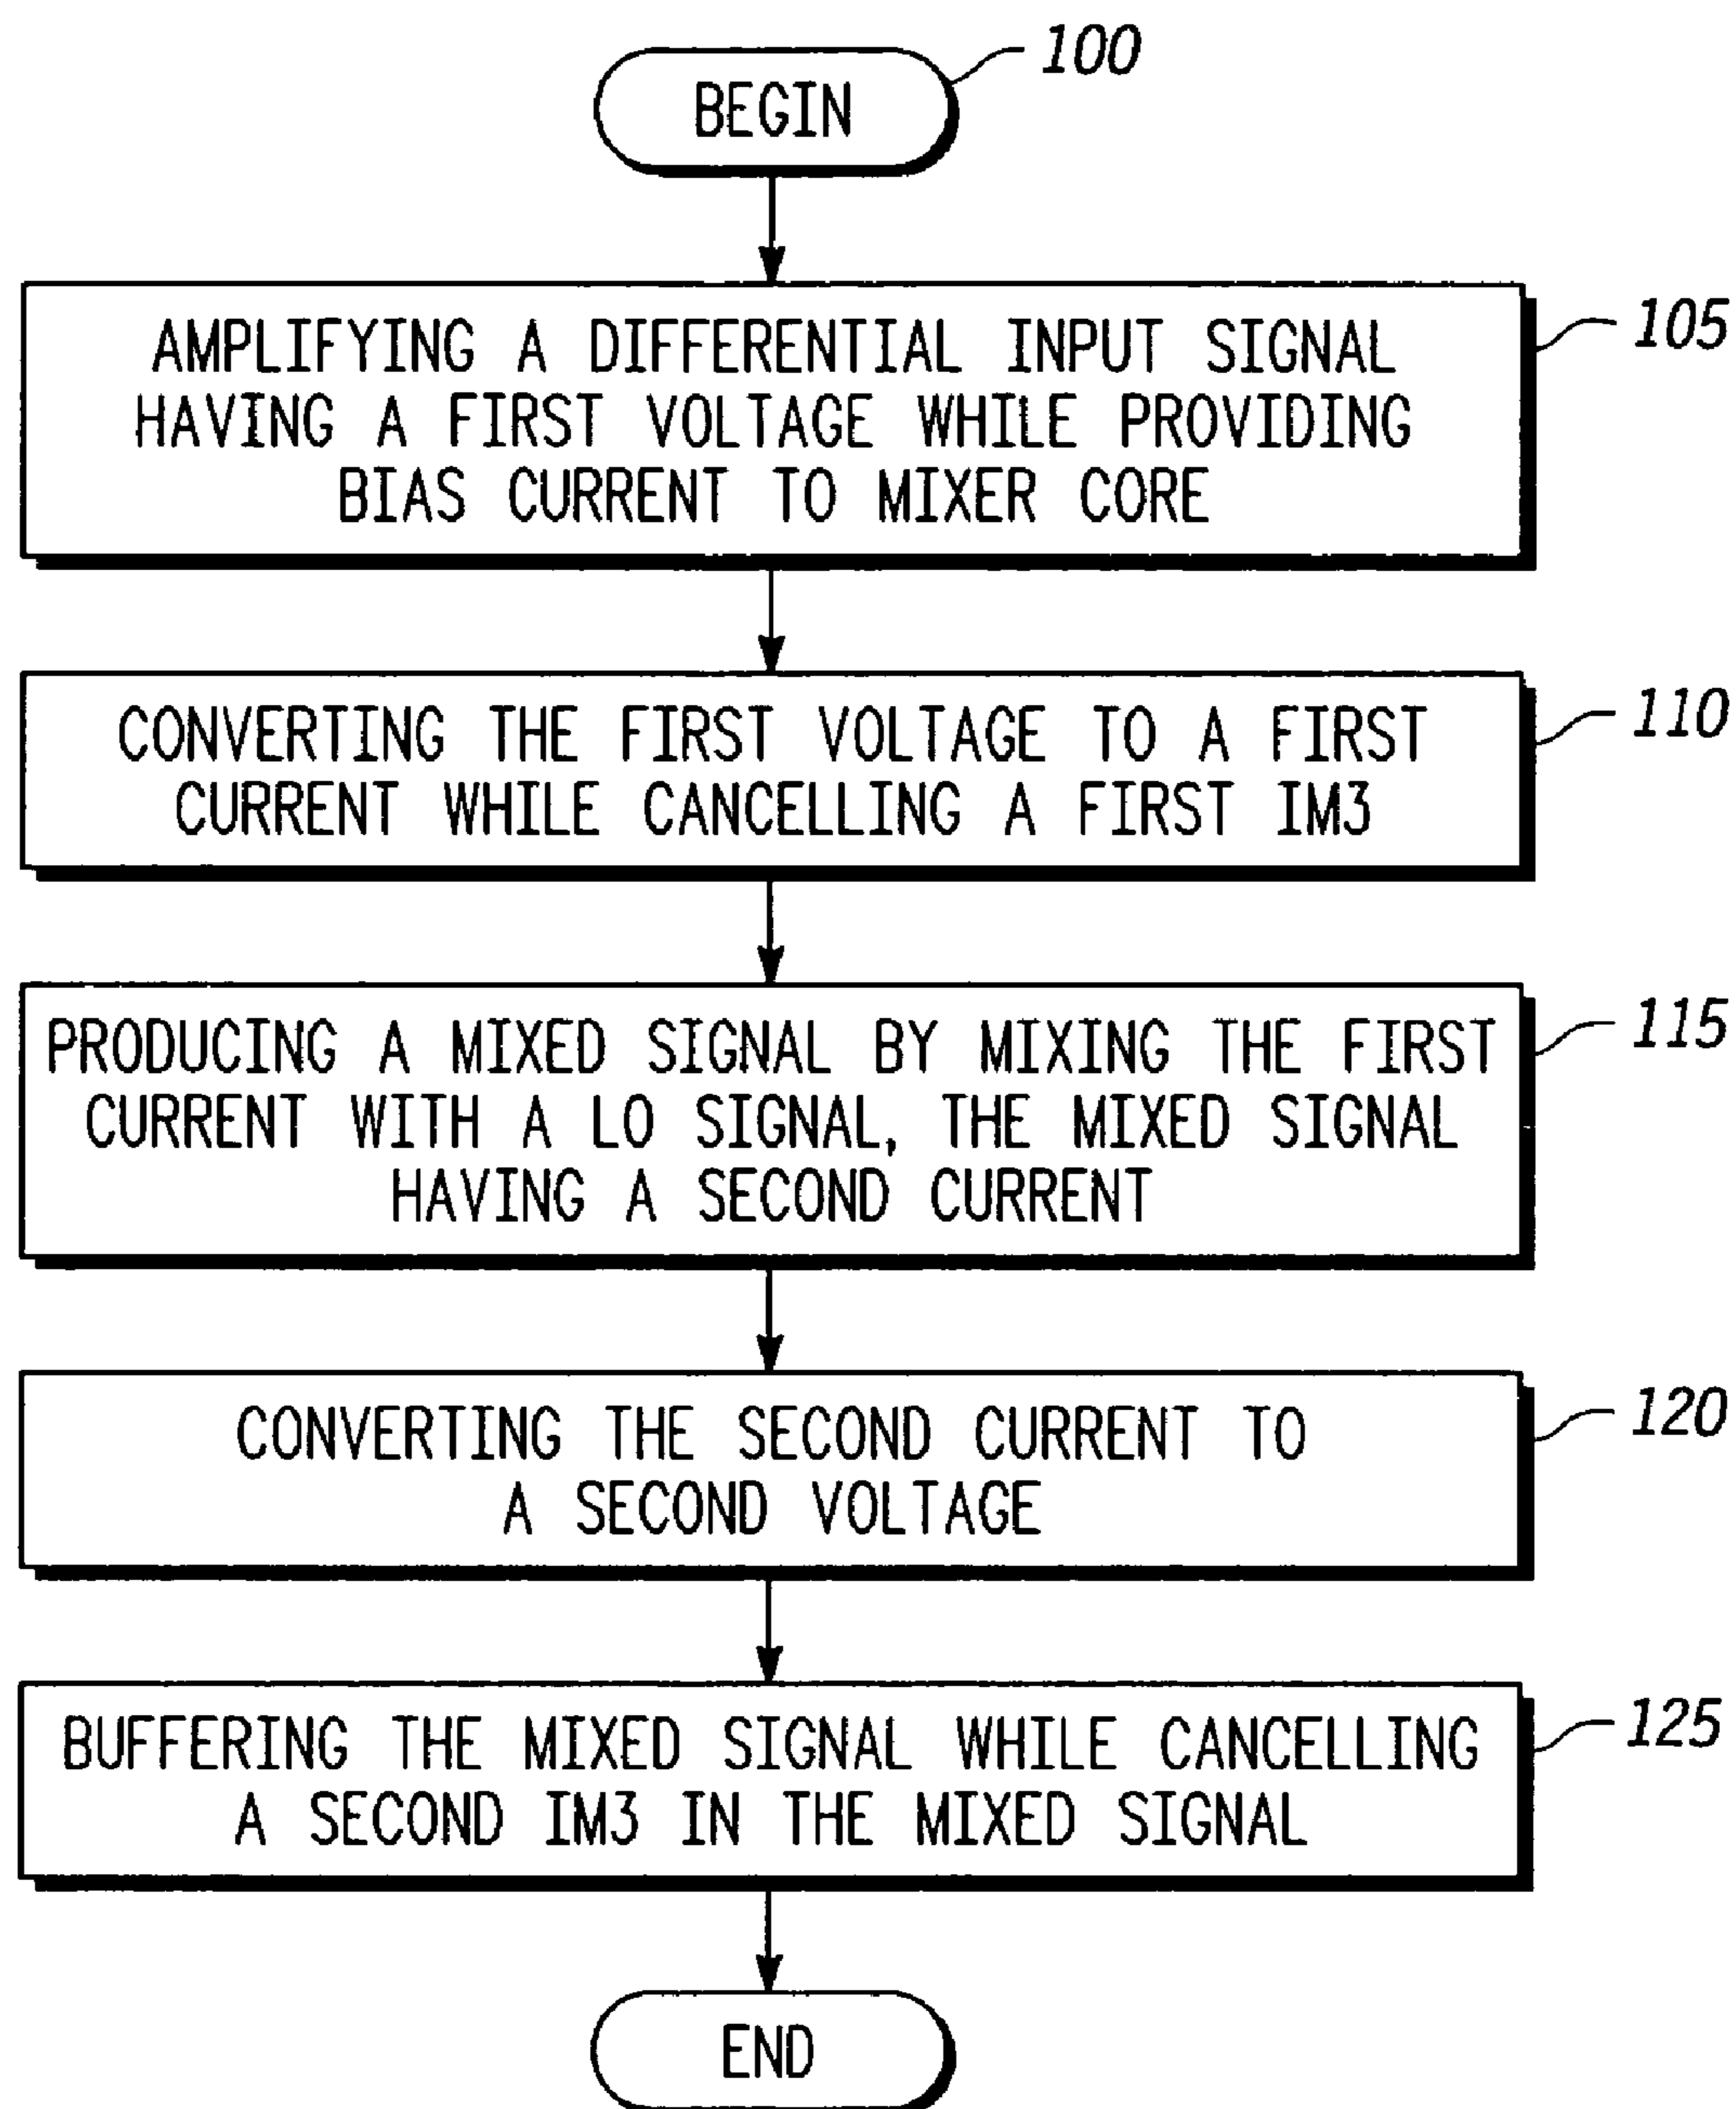 100
BEGIN
105
AMPLIFYING A DIFFERENTIAL INPUT SIGNAL
HAVING A FIRST VOLTAGE WHILE PROVIDING
BIAS CURRENT TO MIXER CORE
110
CONVERTING THE FIRST VOLTAGE TO A FIRST
CURRENT WHILE CANCELLING A FIRST IM3
115
PRODUCING A MIXED SIGNAL BY MIXING THE FIRST
CURRENT WITH A LO SIGNAL, THE MIXED SIGNAL
HAVING A SECOND CURRENT
120
CONVERTING THE SECOND CURRENT TO
A SECOND VOLTAGE
125
BUFFERING THE MIXED SIGNAL WHILE CANCELLING
A SECOND IM3 IN THE MIXED SIGNAL
END